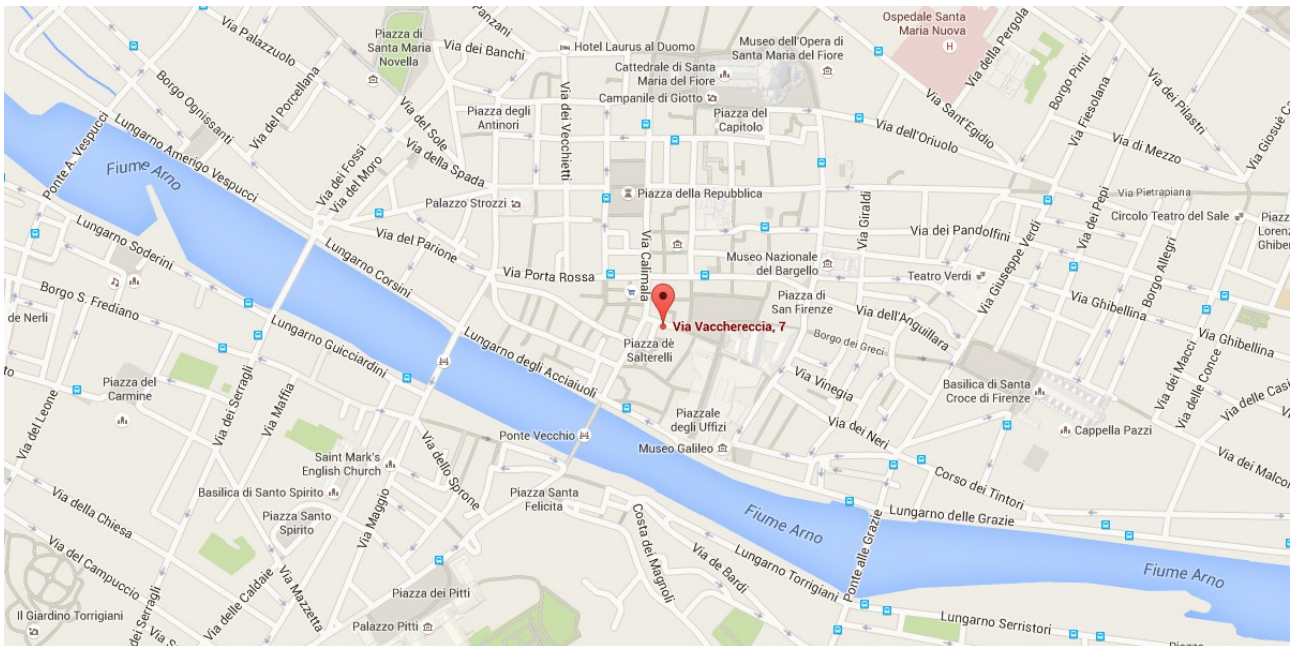 Via Palazzuolo
Piazza di
Santa Maria
Novella
Panzani
Via dei Banchi
Hotel Laurus al Duomo
Museo dell'Opera di
Santa Maria del Fiore
Ospedale Santa
Maria Nuova
H
Via della Pergola
Borgo Pinti
Via dei Pilastri
Via Giosuè C
Cattedrale di Santa
Maria del Fiore
Campanile di Giotto
Piazza del
Capitolo
Via Sant'Egidio
Via Fiesolana
Via dell'Oriuolo
Via di Mezzo
Borgo Ognissanti
Via del Porcellana
Via del Sole
Piazza degli
Antinori
Via dei Vecchietti
Ponte A. Vespucci
Lungarno Amerigo Vespucci
Fiume Arno
Via dei Fossi
Via del Moro
Via della Spada
Palazzo Strozzi
Piazza della Repubblica
Via Giraldi
Via Pietrapiana
Via dei Pepi
Circolo Teatro del Sale
Piazz
Lorenz
Ghiber
Lungarno Soderini
Lungarno Corsini
Via del Parione
Via Porta Rossa
Via Calimala
Museo Nazionale
del Bargello
Via dei Pandolfini
Teatro Verdi
Via Giuseppe Verdi
Borgo Allegri
Via Ghibellina
Via Ghibellina
Borgo S. Frediano
de Nerli
Piazza di
San Firenze
Via dell'Anguillara
Borgo dei Greci
Via Vacchereccia, 7
Piazza de
Salterelli
Lungarno Guicciardini
Lungarno degli Acciaiuoli
Via Vinegia
Basilica di Santa
Croce di Firenze
Via dei Macci
Via delle Conce
Via delle Casi
Piazza del
Carmine
Via del Leone
Via dei Serragli
Via Maffia
Ponte Vecchio
Piazzale
degli Uffizi
Museo Galileo
Via dei Neri
Cappella Pazzi
Via dei Malcon
Corso dei Tintori
Saint Mark's
English Church
Basilica di Santo Spirito
Via dello Sprone
Piazza Santa
Felicita
Via della Chiesa
Piazza Santo
Spirito
Via Maggio
Costa dei Magnoli
Via de Bardi
Lungarno Torrigiani
Fiume Arno
Ponte alle Grazie
Lungarno delle Grazie
Fiume Arno
Via del Campuccio
Via delle Caldaie
Via Mazzetta
Piazza dei Pitti
Palazzo Pitti
Il Giardino Torrigiani
Via dei Serragli
Via S
Lungarno Serristori
Piazza